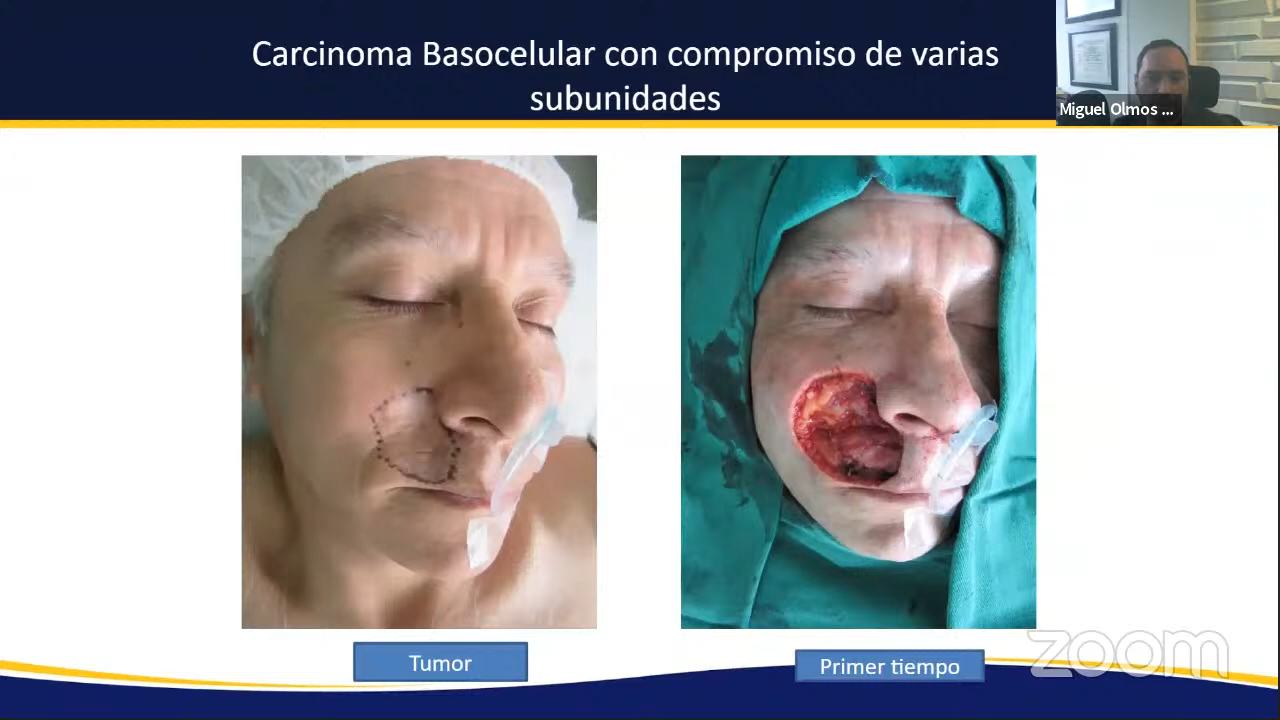 Carcinoma Basocelular con compromiso de varias
subunidades
Miguel Olmos ...
Tumor
Primer tiempo
zoom